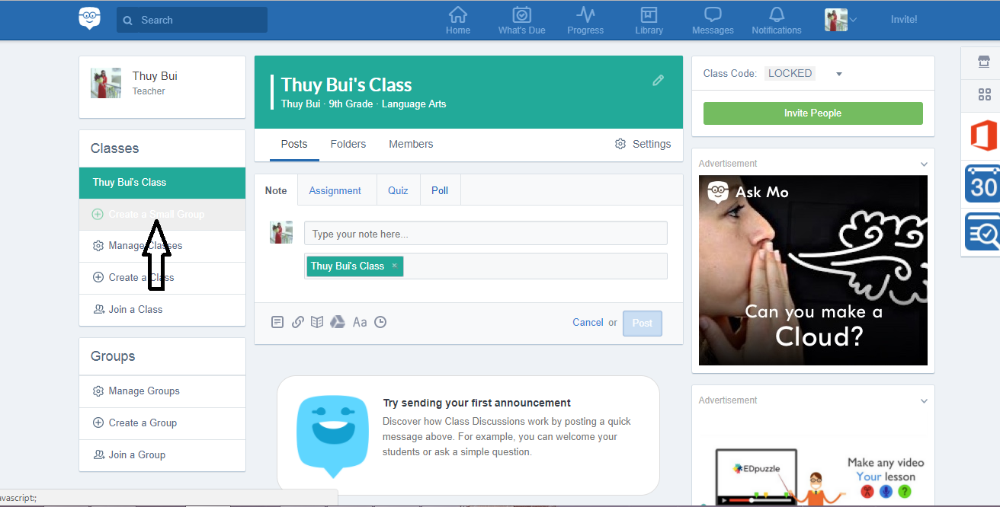 Search
Home
What's Due
Progress
Library
Messages
Notifications
Invite!
Thuy Bui
Teacher
Classes
Thuy Bui's Class
Create a Small Group
Manage Classes
Create a Class
Join a Class
Groups
Manage Groups
Create a Group
Join a Group
Thuy Bui's Class
Thuy Bui · 9th Grade · Language Arts
Posts Folders Members Settings
Note Assignment Quiz Poll
Type your note here...
Thuy Bui's Class ×
Aa
Cancel or Post
Try sending your first announcement
Discover how Class Discussions work by posting a quick
message above. For example, you can welcome your
students or ask a simple question.
Class Code: LOCKED
Invite People
Advertisement
Ask Mo
Can you make a
Cloud?
Advertisement
EDpuzzle
Make any video
Your lesson
?
30
avascript:;